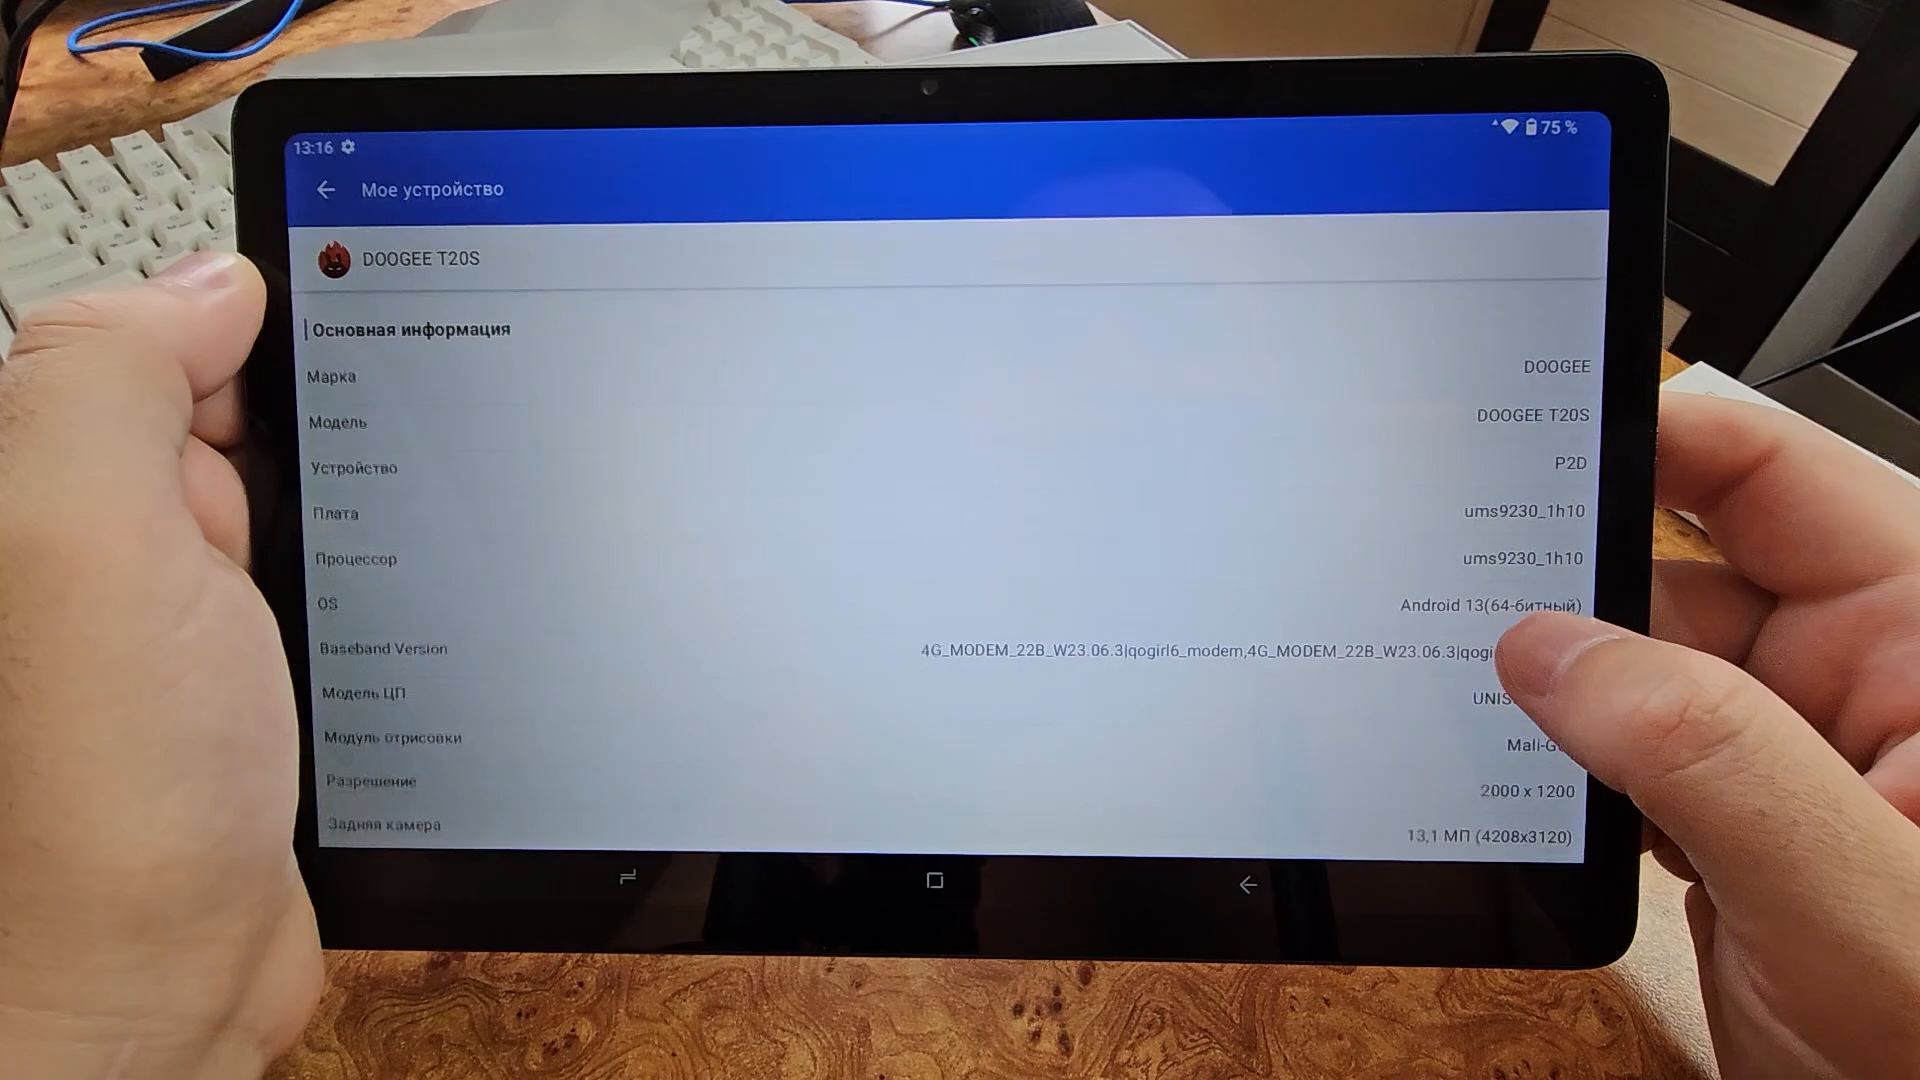 13:16
75 %
Мое устройство
DOOGEE T20S
Основная информация
Марка DOOGEE
Модель DOOGEE T20S
Устройство P2D
Плата ums9230_1h10
Процессор ums9230_1h10
OS Android 13(64-битный)
Baseband Version 4G_MODEM_22B_W23.06.3|qogirl6_modem,4G_MODEM_22B_W23.06.3|qogi
Модель ЦП UNIS
Модуль отрисовки Mali-G
Разрешение 2000 x 1200
Задняя камера 13,1 МП (4208x3120)